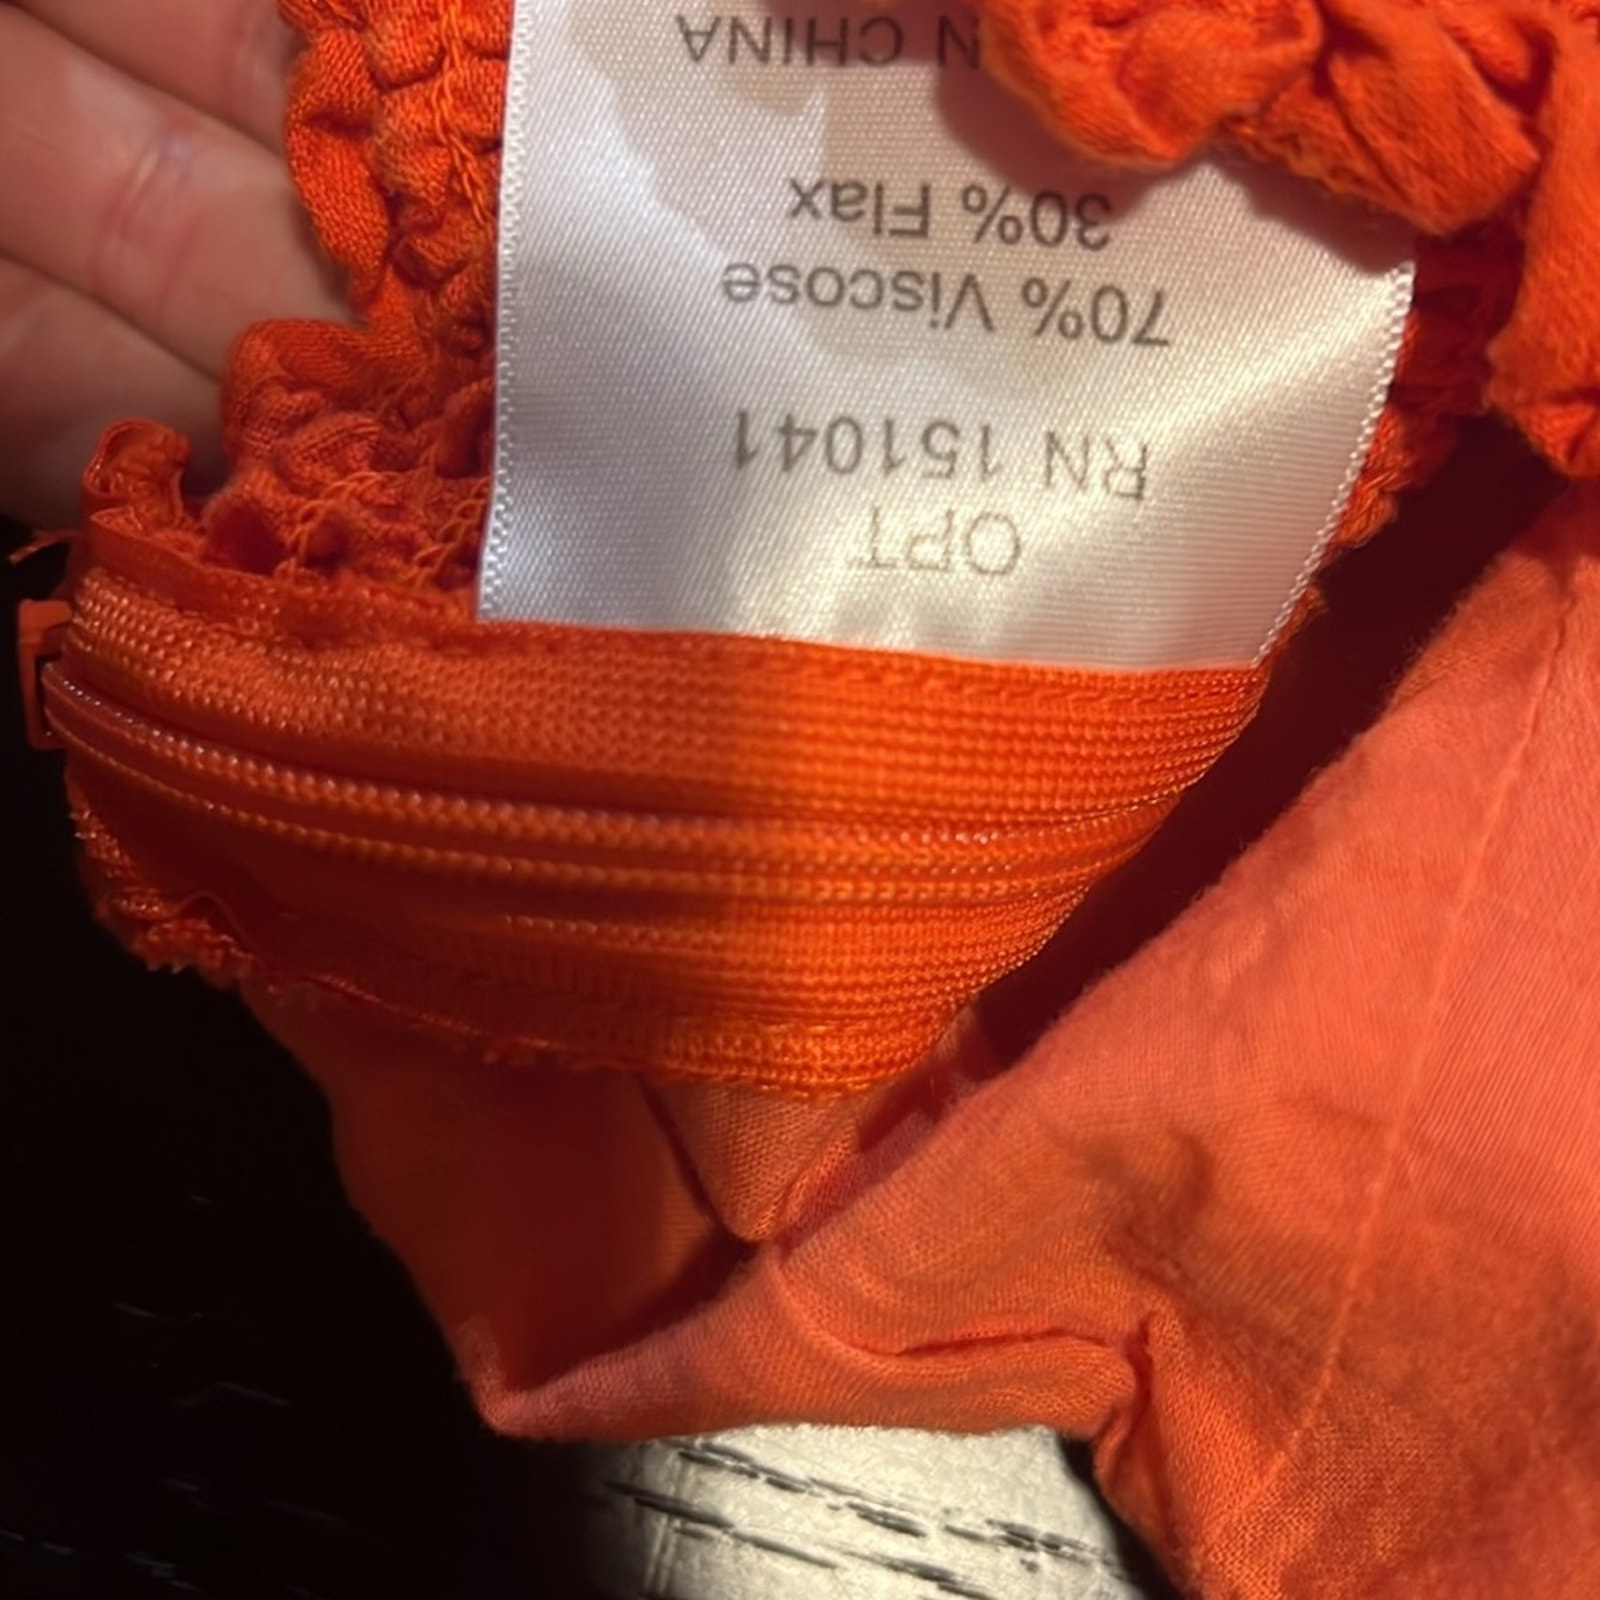 OPT
RN 151041
70% Viscose
30% Flax
N CHINA